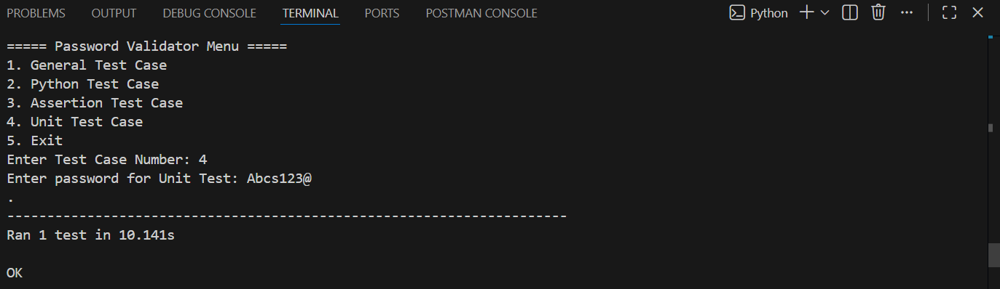 PROBLEMS OUTPUT DEBUG CONSOLE TERMINAL PORTS POSTMAN CONSOLE Python
===== Password Validator Menu =====
1. General Test Case
2. Python Test Case
3. Assertion Test Case
4. Unit Test Case
5. Exit
Enter Test Case Number: 4
Enter password for Unit Test: Abcs123@
.
----------------------------------------------------------------------
Ran 1 test in 10.141s
OK